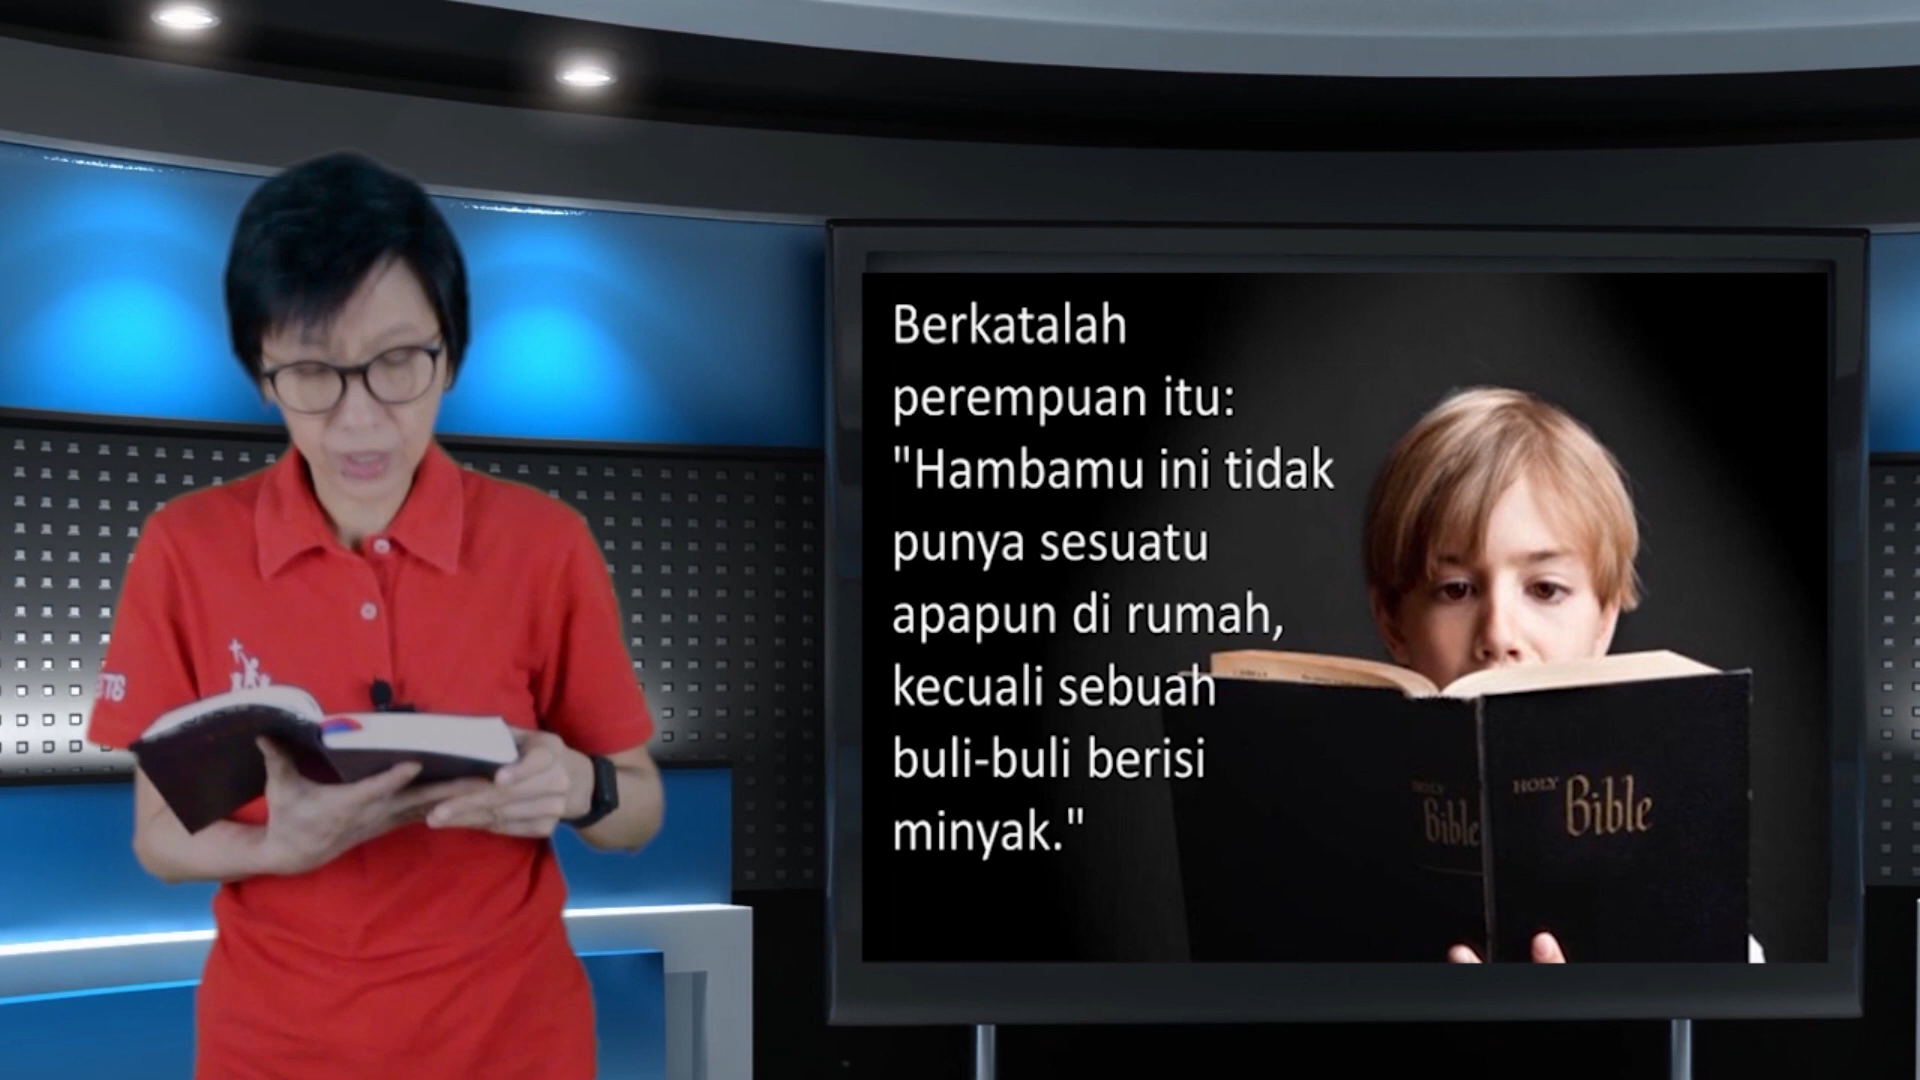 Berkatalah
perempuan itu:
"Hambamu ini tidak
punya sesuatu
apapun di rumah,
kecuali sebuah
buli-buli berisi
minyak."
HOLY Bible
HOLY Bible